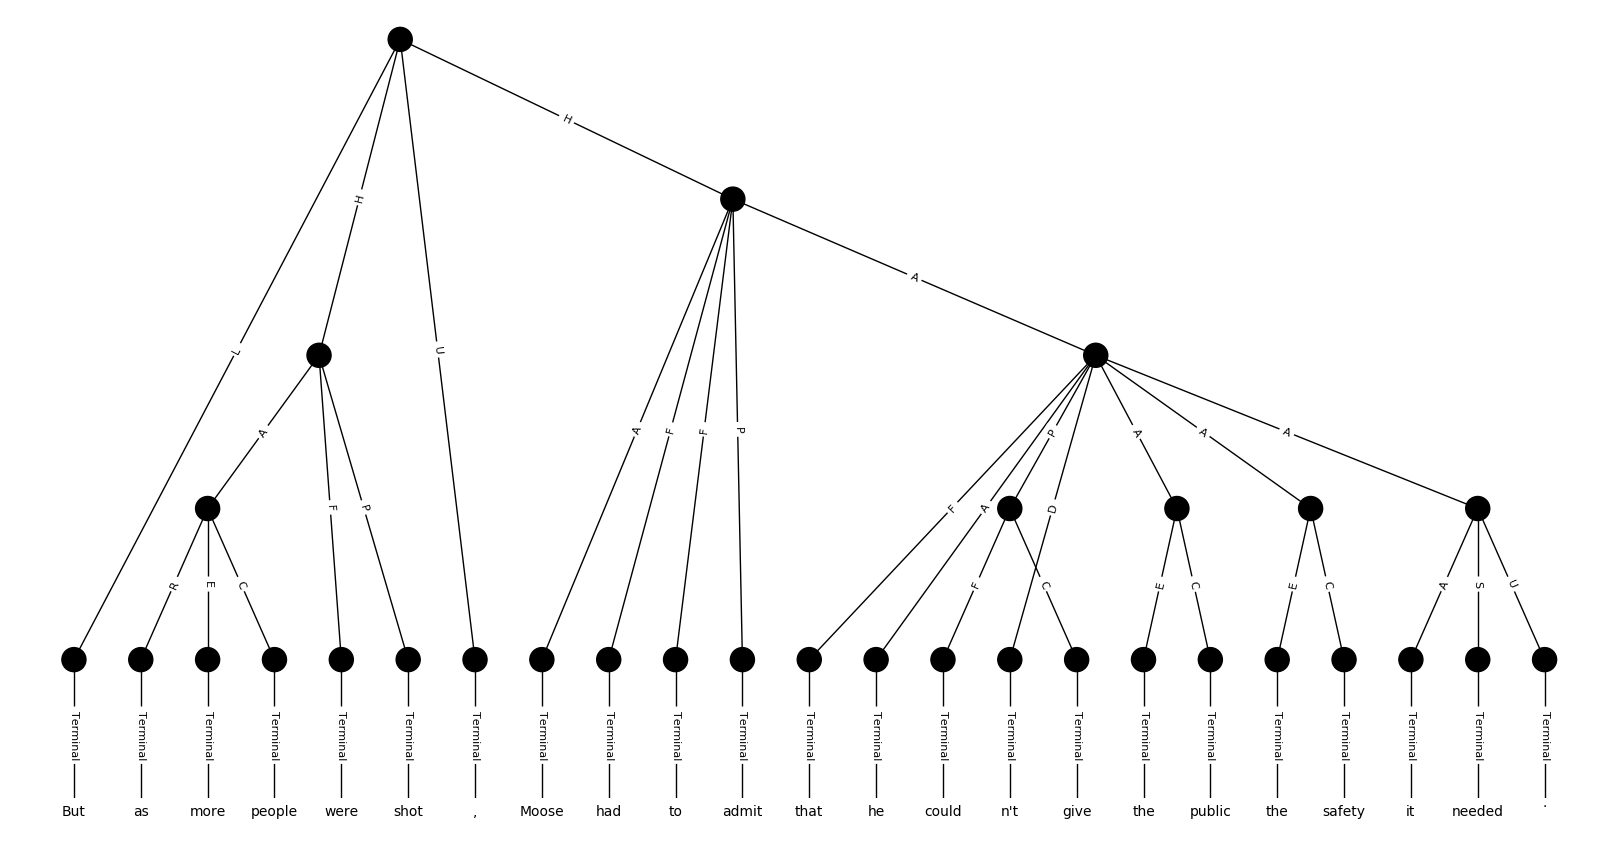 H
H
A
L
U
A
A
F
F
P
P
A
A
A
F
P
F
A
D
R
E
C
F
C
E
C
E
C
A
S
U
Terminal Terminal Terminal Terminal Terminal Terminal Terminal Terminal Terminal Terminal Terminal Terminal Terminal Terminal Terminal Terminal Terminal Terminal Terminal Terminal Terminal Terminal Terminal
But as more people were shot , Moose had to admit that he could n't give the public the safety it needed .